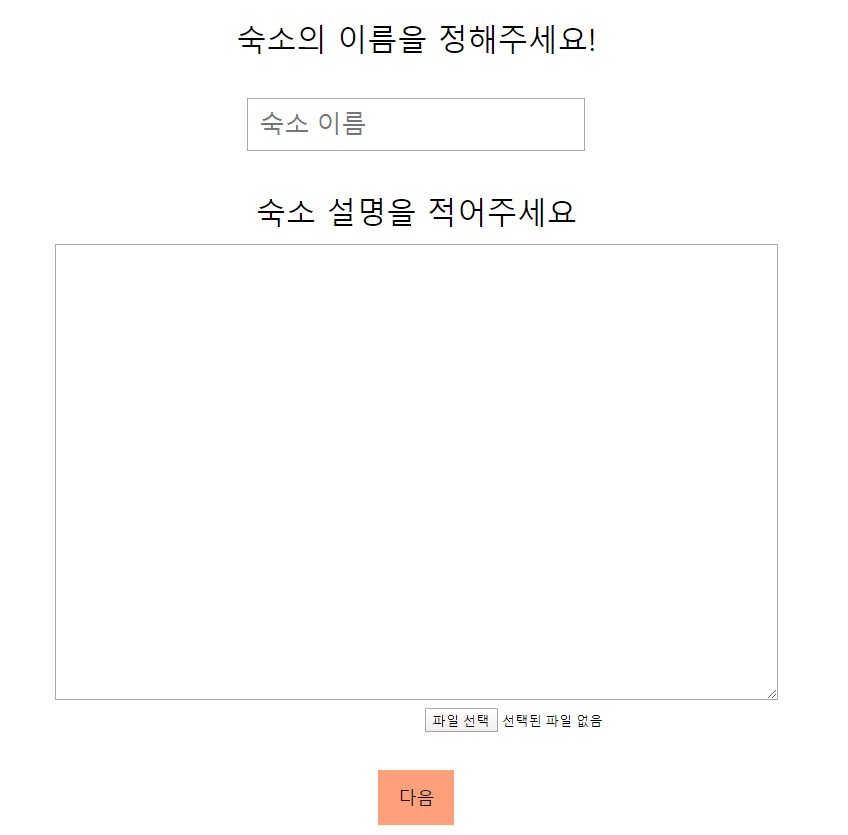 숙소의 이름을 정해주세요!
숙소 이름
숙소 설명을 적어주세요
파일 선택 선택된 파일 없음
다음